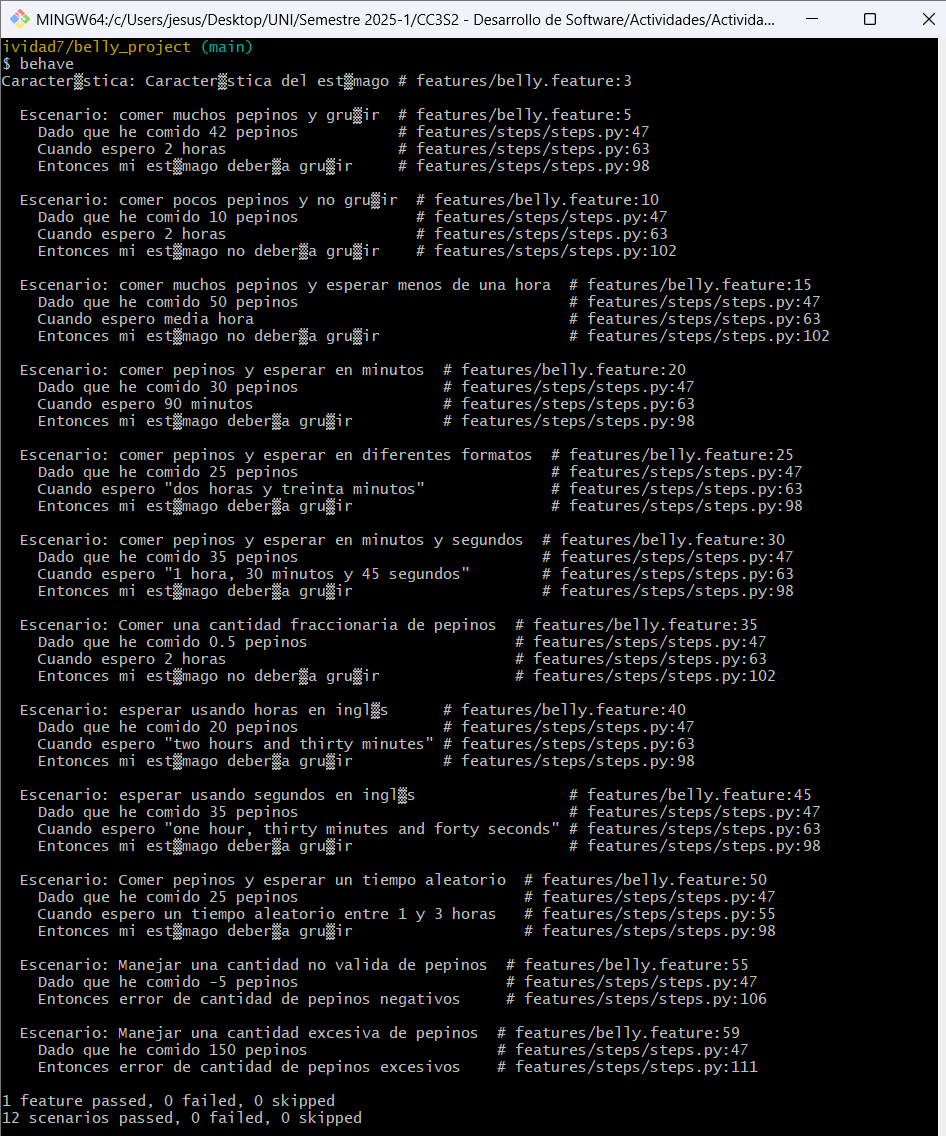 MINGW64:/c/Users/jesus/Desktop/UNI/Semestre 2025-1/CC3S2 - Desarrollo de Software/Actividades/Activida...
ividad7/belly_project (main)
$ behave
Caracter▒stica: Caracter▒stica del est▒mago # features/belly.feature:3
Escenario: comer muchos pepinos y gru▒ir # features/belly.feature:5
Dado que he comido 42 pepinos # features/steps/steps.py:47
Cuando espero 2 horas # features/steps/steps.py:63
Entonces mi est▒mago deber▒a gru▒ir # features/steps/steps.py:98
Escenario: comer pocos pepinos y no gru▒ir # features/belly.feature:10
Dado que he comido 10 pepinos # features/steps/steps.py:47
Cuando espero 2 horas # features/steps/steps.py:63
Entonces mi est▒mago no deber▒a gru▒ir # features/steps/steps.py:102
Escenario: comer muchos pepinos y esperar menos de una hora # features/belly.feature:15
Dado que he comido 50 pepinos # features/steps/steps.py:47
Cuando espero media hora # features/steps/steps.py:63
Entonces mi est▒mago no deber▒a gru▒ir # features/steps/steps.py:102
Escenario: comer pepinos y esperar en minutos # features/belly.feature:20
Dado que he comido 30 pepinos # features/steps/steps.py:47
Cuando espero 90 minutos # features/steps/steps.py:63
Entonces mi est▒mago deber▒a gru▒ir # features/steps/steps.py:98
Escenario: comer pepinos y esperar en diferentes formatos # features/belly.feature:25
Dado que he comido 25 pepinos # features/steps/steps.py:47
Cuando espero "dos horas y treinta minutos" # features/steps/steps.py:63
Entonces mi est▒mago deber▒a gru▒ir # features/steps/steps.py:98
Escenario: comer pepinos y esperar en minutos y segundos # features/belly.feature:30
Dado que he comido 35 pepinos # features/steps/steps.py:47
Cuando espero "1 hora, 30 minutos y 45 segundos" # features/steps/steps.py:63
Entonces mi est▒mago deber▒a gru▒ir # features/steps/steps.py:98
Escenario: Comer una cantidad fraccionaria de pepinos # features/belly.feature:35
Dado que he comido 0.5 pepinos # features/steps/steps.py:47
Cuando espero 2 horas # features/steps/steps.py:63
Entonces mi est▒mago no deber▒a gru▒ir # features/steps/steps.py:102
Escenario: esperar usando horas en ingl▒s # features/belly.feature:40
Dado que he comido 20 pepinos # features/steps/steps.py:47
Cuando espero "two hours and thirty minutes" # features/steps/steps.py:63
Entonces mi est▒mago deber▒a gru▒ir # features/steps/steps.py:98
Escenario: esperar usando segundos en ingl▒s # features/belly.feature:45
Dado que he comido 35 pepinos # features/steps/steps.py:47
Cuando espero "one hour, thirty minutes and forty seconds" # features/steps/steps.py:63
Entonces mi est▒mago deber▒a gru▒ir # features/steps/steps.py:98
Escenario: Comer pepinos y esperar un tiempo aleatorio # features/belly.feature:50
Dado que he comido 25 pepinos # features/steps/steps.py:47
Cuando espero un tiempo aleatorio entre 1 y 3 horas # features/steps/steps.py:55
Entonces mi est▒mago deber▒a gru▒ir # features/steps/steps.py:98
Escenario: Manejar una cantidad no valida de pepinos # features/belly.feature:55
Dado que he comido -5 pepinos # features/steps/steps.py:47
Entonces error de cantidad de pepinos negativos # features/steps/steps.py:106
Escenario: Manejar una cantidad excesiva de pepinos # features/belly.feature:59
Dado que he comido 150 pepinos # features/steps/steps.py:47
Entonces error de cantidad de pepinos excesivos # features/steps/steps.py:111
1 feature passed, 0 failed, 0 skipped
12 scenarios passed, 0 failed, 0 skipped